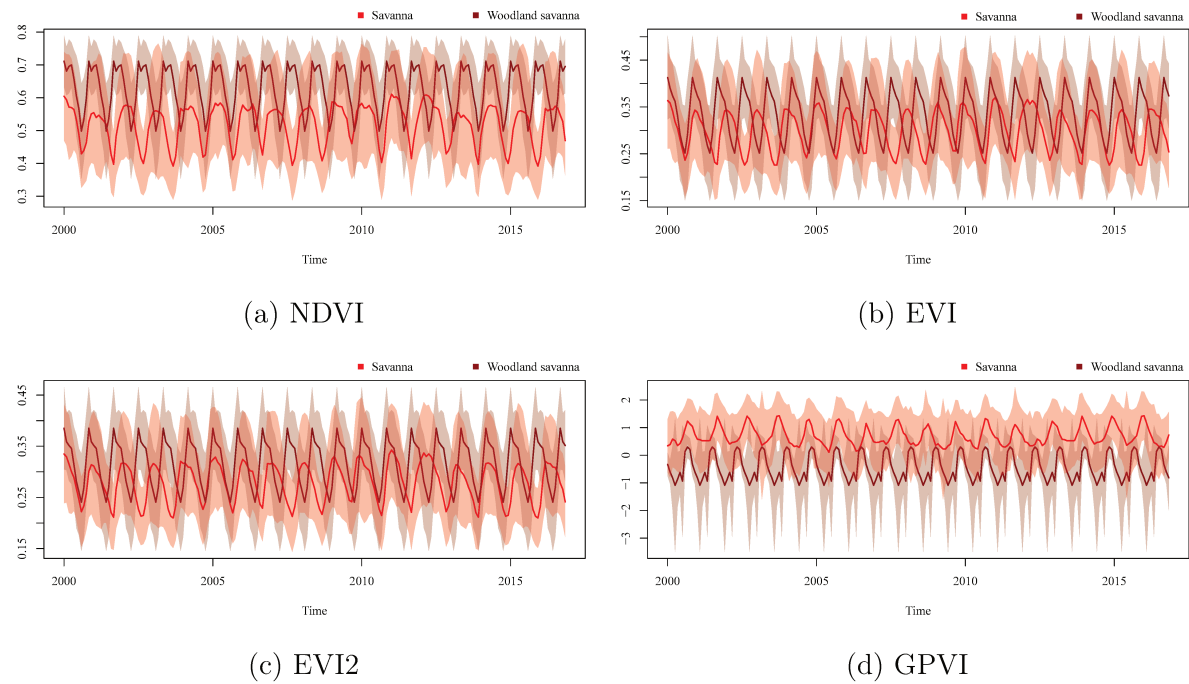 Savanna Woodland savanna
0.8
0.7
0.6
0.5
0.4
0.3
2000 2005 2010 2015
Time
(a) NDVI
Savanna Woodland savanna
0.45
0.35
0.25
0.15
2000 2005 2010 2015
Time
(b) EVI
Savanna Woodland savanna
0.45
0.35
0.25
0.15
2000 2005 2010 2015
Time
(c) EVI2
Savanna Woodland savanna
2
1
0
−1
−2
−3
2000 2005 2010 2015
Time
(d) GPVI